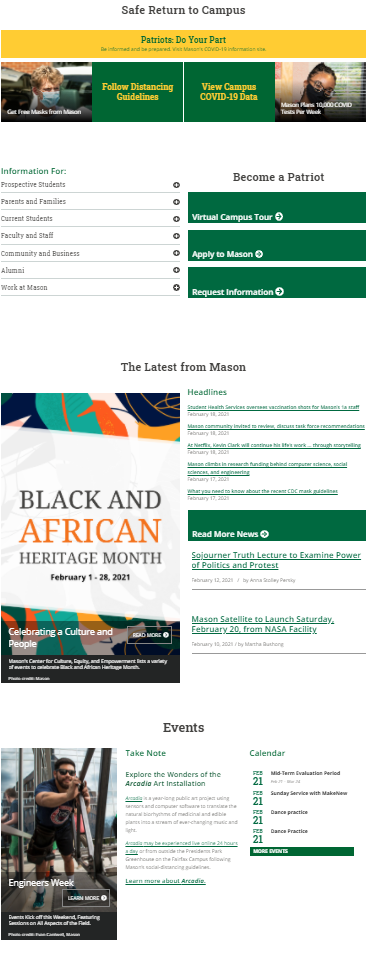 Safe Return to Campus
Patriots: Do Your Part
Be informed and be prepared. Visit Mason's COVID-19 information site.
Get Free Masks from Mason
Follow Distancing
Guidelines
View Campus
COVID-19 Data
Mason Plans 10,000 COVID
Tests Per Week
Information For:
Prospective Students
Parents and Families
Current Students
Faculty and Staff
Community and Business
Alumni
Work at Mason
Become a Patriot
Virtual Campus Tour
Apply to Mason
Request Information
The Latest from Mason
BLACK AND
AFRICAN
HERITAGE MONTH
February 1 - 28, 2021
Celebrating a Culture and
People
READ MORE
Mason's Center for Culture, Equity, and Empowerment lists a variety
of events to celebrate Black and African Heritage Month.
Photo credit: Mason
Headlines
Student Health Services oversees vaccination shots for Mason's 1a staff
February 18, 2021
Mason community invited to review, discuss task force recommendations
February 18, 2021
At Netflix, Kevin Clark will continue his life's work ... through storytelling
February 18, 2021
Mason climbs in research funding behind computer science, social
sciences, and engineering
February 17, 2021
What you need to know about the recent CDC mask guidelines
February 17, 2021
Read More News
Sojourner Truth Lecture to Examine Power
of Politics and Protest
February 12, 2021 / by Anna Stolley Persky
Mason Satellite to Launch Saturday,
February 20, from NASA Facility
February 10, 2021 / by Martha Bushong
Events
Engineers Week
LEARN MORE
Events Kick off this Weekend, Featuring
Sessions on All Aspects of the Field.
Photo credit: Evan Cantwell, Mason
Take Note
Explore the Wonders of the
Arcadia Art Installation
Arcadia is a year-long public art project using
sensors and computer software to translate the
natural biorhythms of medicinal and edible
plants into a stream of ever-changing music and
light.
Arcadia may be experienced live online 24 hours
a day or from outside the Presidents Park
Greenhouse on the Fairfax Campus following
Mason's social-distancing guidelines.
Learn more about Arcadia.
Calendar
FEB
21
Mid-Term Evaluation Period
FEB
21
Sunday Service with MakeNew
FEB
21
Dance practice
FEB
21
Dance Practice
MORE EVENTS